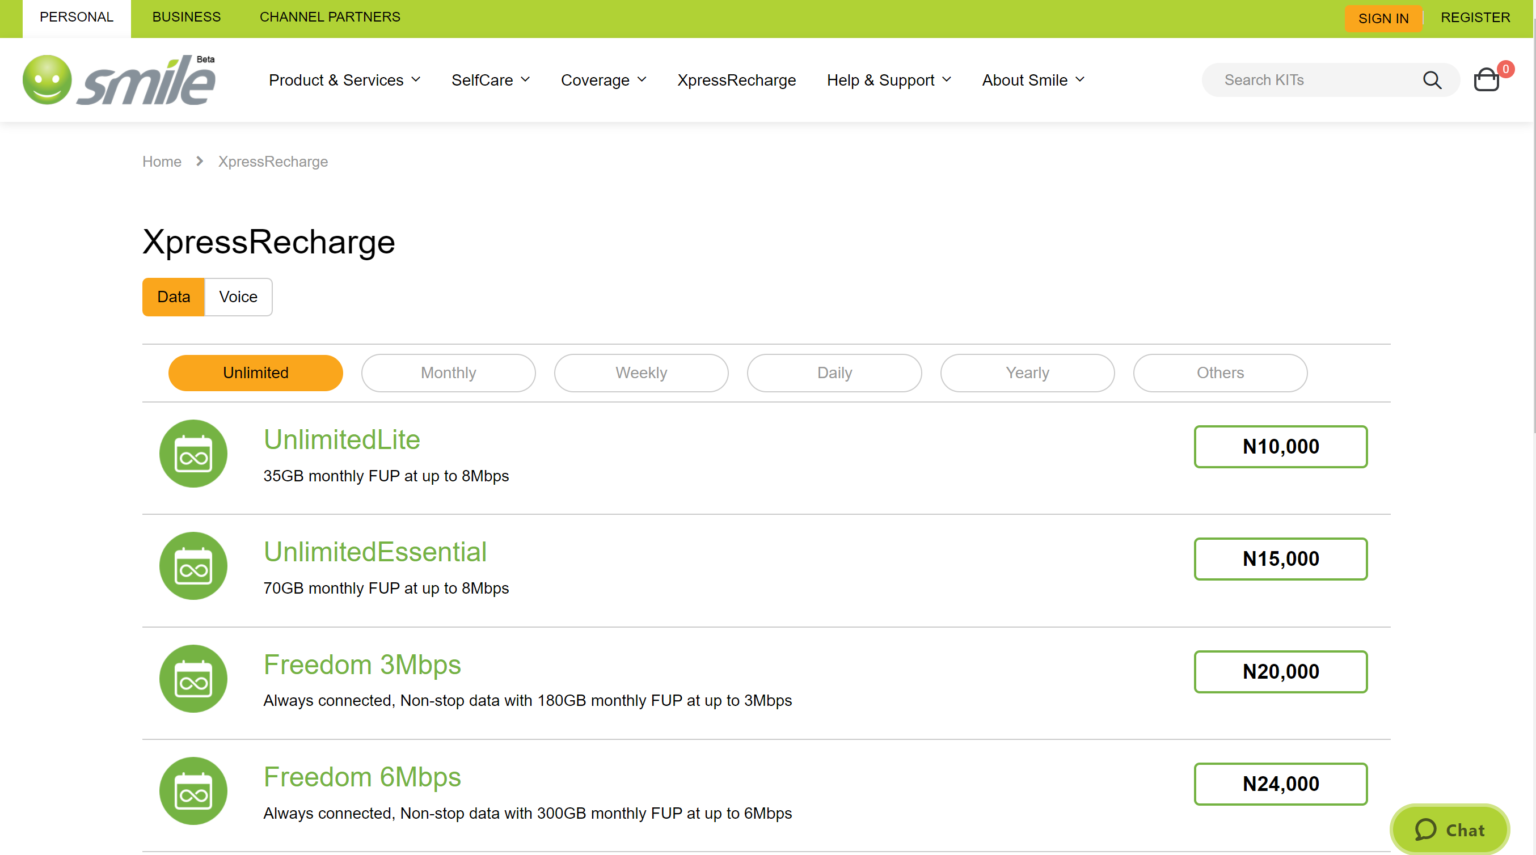 PERSONAL BUSINESS CHANNEL PARTNERS SIGN IN REGISTER
smile Beta
Product & Services SelfCare Coverage XpressRecharge Help & Support About Smile Search KITs 0
Home XpressRecharge
XpressRecharge
Data Voice
Unlimited Monthly Weekly Daily Yearly Others
UnlimitedLite
N10,000
35GB monthly FUP at up to 8Mbps
UnlimitedEssential
N15,000
70GB monthly FUP at up to 8Mbps
Freedom 3Mbps
N20,000
Always connected, Non-stop data with 180GB monthly FUP at up to 3Mbps
Freedom 6Mbps
N24,000
Always connected, Non-stop data with 300GB monthly FUP at up to 6Mbps
Chat